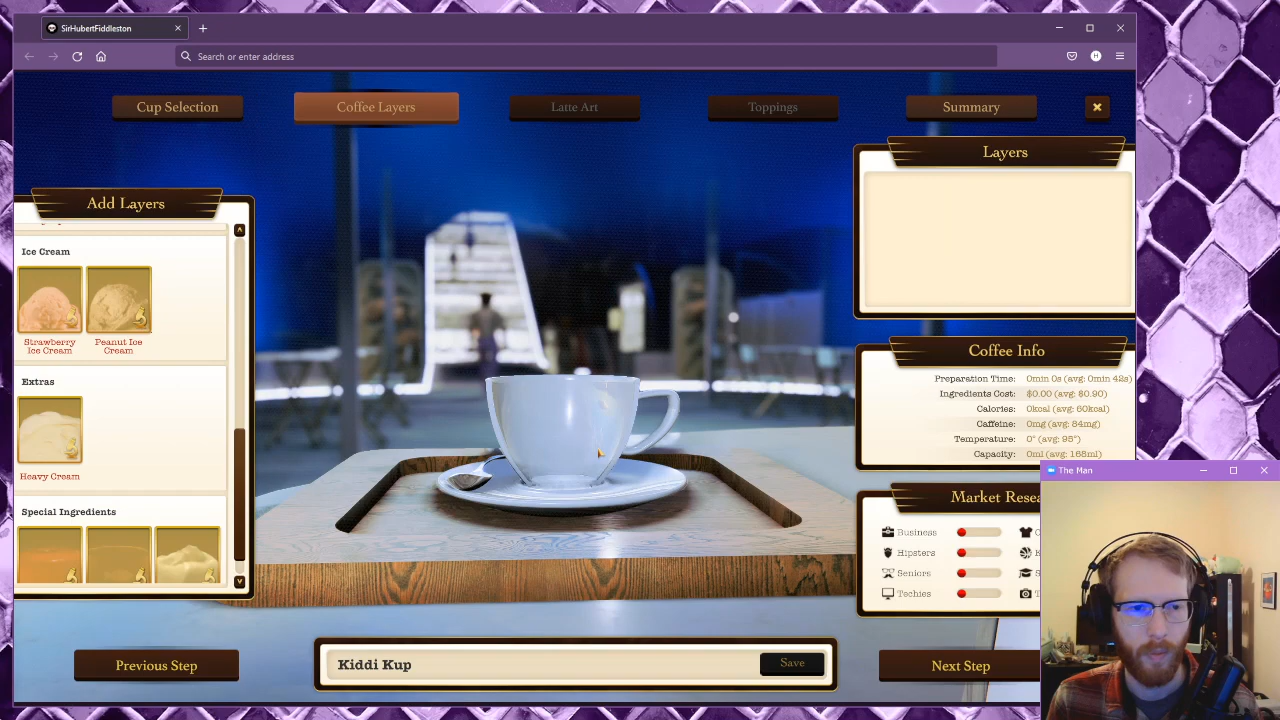 SirHubertFiddleston
Search or enter address
Cup Selection
Coffee Layers
Latte Art
Toppings
Summary
Layers
Add Layers
Ice Cream
Strawberry
Ice Cream
Peanut Ice
Cream
Extras
Heavy Cream
Special Ingredients
Coffee Info
Preparation Time: 0min 0s (avg: 0min 42s)
Ingredients Cost: $0.00 (avg: $0.90)
Calories: 0kcal (avg: 60kcal)
Caffeine: 0mg (avg: 84mg)
Temperature: 0° (avg: 95°)
Capacity: 0ml (avg: 168ml)
The Man
Market Resea
Business
Hipsters
Seniors
Techies
Previous Step
Kiddi Kup
Save
Next Step